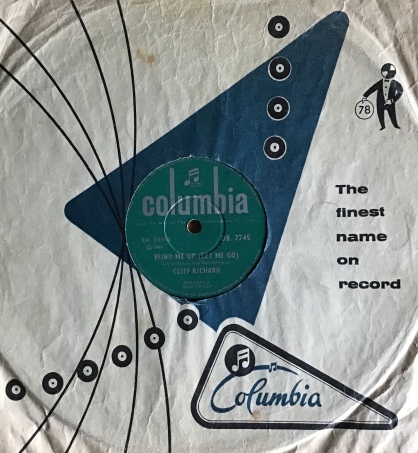 78
columbia
DB. 7745
WIND ME UP (LET ME GO)
CLIFF RICHARD
The
finest
name
on
record
Columbia